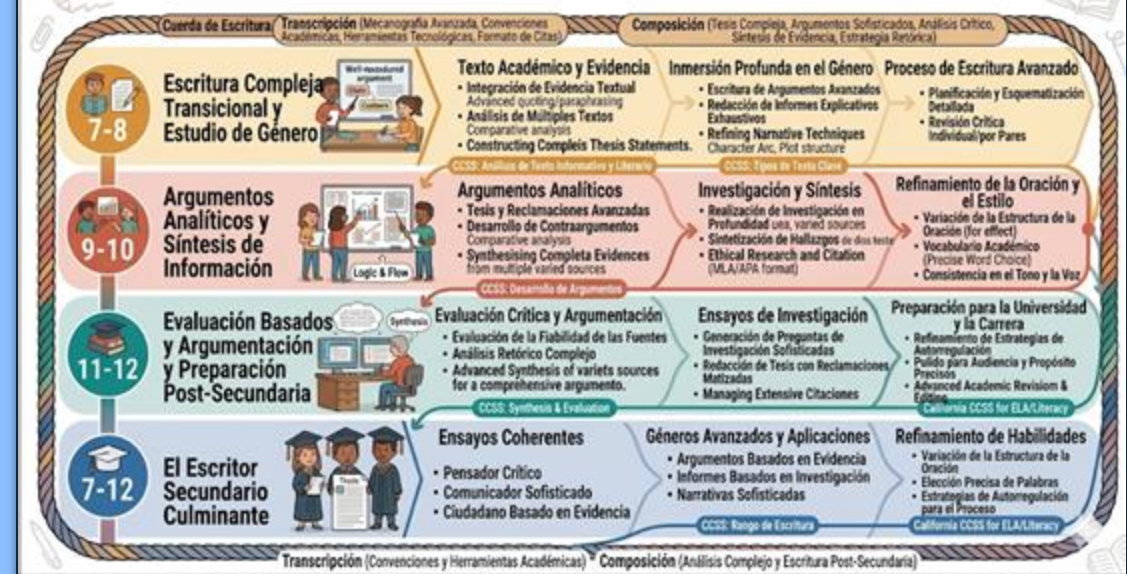 Cuerda de Escritura
Transcripción (Mecanografía Avanzada, Convenciones
Académicas, Herramientas Tecnológicas, Formato de Citas)
Composición (Tesis Compleja, Argumentos Sofisticados, Análisis Crítico,
Síntesis de Evidencia, Estrategia Retórica)
7-8
Escritura Compleja
Transicional y
Estudio de Género
Texto Académico y Evidencia
• Integración de Evidencia Textual
Advanced quoting/paraphrasing
• Análisis de Múltiples Textos
Comparative analysis
• Constructing Compleis Thesis Statements.
CCSS: Análisis de Texto Informativo y Literario
Inmersión Profunda en el Género
• Escritura de Argumentos Avanzados
• Redacción de Informes Explicativos
Exhaustivos
• Refining Narrative Techniques
Character Arc, Plot structure
CCSS: Tipos de Texto Clave
Proceso de Escritura Avanzado
• Planificación y Esquematización
Detallada
• Revisión Crítica
Individual/por Pares
9-10
Argumentos
Analíticos y
Síntesis de
Información
Logic & Flow
Argumentos Analíticos
• Tesis y Reclamaciones Avanzadas
• Desarrollo de Contraargumentos
Comparative analysis
• Synthesising Completa Evidences
from multiple varied sources
CCSS: Desarrollo de Argumentos
Investigación y Síntesis
• Realización de Investigación en
Profundidad uea, varied sources
• Sintetización de Hallazgos de
• Ethical Research and Citation
(MLA/APA format)
Refinamiento de la Oración y
el Estilo
• Variación de la Estructura de la
Oración (for effect)
• Vocabulario Académico
(Precise Word Choice)
• Consistencia en el Tono y la Voz
11-12
Evaluación Basados
y Argumentación
y Preparación
Post-Secundaria
Synthesis
Evaluación Crítica y Argumentación
• Evaluación de la Fiabilidad de las Fuentes
• Análisis Retórico Complejo
• Advanced Synthesis of variets sources
for a comprehensive argumento.
CCSS: Synthesis & Evaluation
Ensayos de Investigación
• Generación de Preguntas de
Investigación Sofisticadas
• Redacción de Tesis con Reclamaciones
Matizadas
• Managing Extensive Citaciones
Preparación para la Universidad
y la Carrera
• Refinamiento de Estrategias de
Autorregulación
• Pulido para Audiencia y Propósito
Precisos
• Advanced Academic Revisiom &
Editing
California CCSS for ELA/Literacy
7-12
El Escritor
Secundario
Culminante
Thesis
Ensayos Coherentes
• Pensador Crítico
• Comunicador Sofisticado
• Ciudadano Basado en Evidencia
Géneros Avanzados y Aplicaciones
• Argumentos Basados en Evidencia
• Informes Basados en Investigación
• Narrativas Sofisticadas
CCSS: Rango de Escritura
Refinamiento de Habilidades
• Variación de la Estructura de la
Oración
• Elección Precisa de Palabras
• Estrategias de Autorregulación
para el Proceso
California CCSS for ELA/Literacy
Transcripción (Convenciones y Herramientas Académicas) * Composición (Análisis Complejo y Escritura Post-Secundaria)